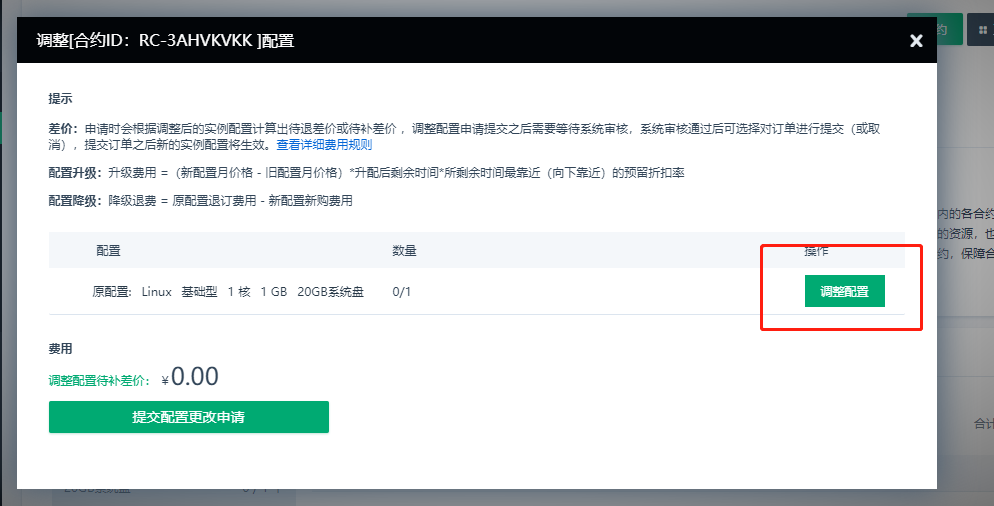 约
调整[合约ID：RC-3AHVKVKK ]配置
提示
差价：申请时会根据调整后的实例配置计算出待退差价或待补差价 ，调整配置申请提交之后需要等待系统审核，系统审核通过后可选择对订单进行提交（或取
消），提交订单之后新的实例配置将生效。查看详细费用规则
配置升级：升级费用 =（新配置月价格 - 旧配置月价格）*升配后剩余时间*所剩余时间最靠近（向下靠近）的预留折扣率
配置降级：降级退费 = 原配置退订费用 - 新配置新购费用
内的各合约
的资源，也
约，保障合
配置 数量 操作
原配置: Linux 基础型 1 核 1 GB 20GB系统盘 0/1 调整配置
费用
调整配置待补差价： ¥0.00
提交配置更改申请
合计
20GB系统盘